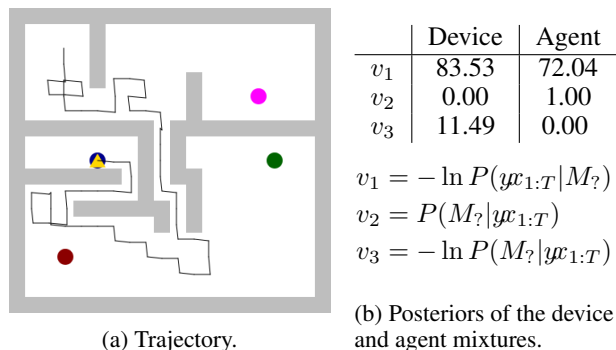 Device Agent
v₁ 83.53 72.04
v₂ 0.00 1.00
v₃ 11.49 0.00
v₁ = − ln P(yx₁:T|M?)
v₂ = P(M?|yx₁:T)
v₃ = − ln P(M?|yx₁:T)
(a) Trajectory.
(b) Posteriors of the device
and agent mixtures.